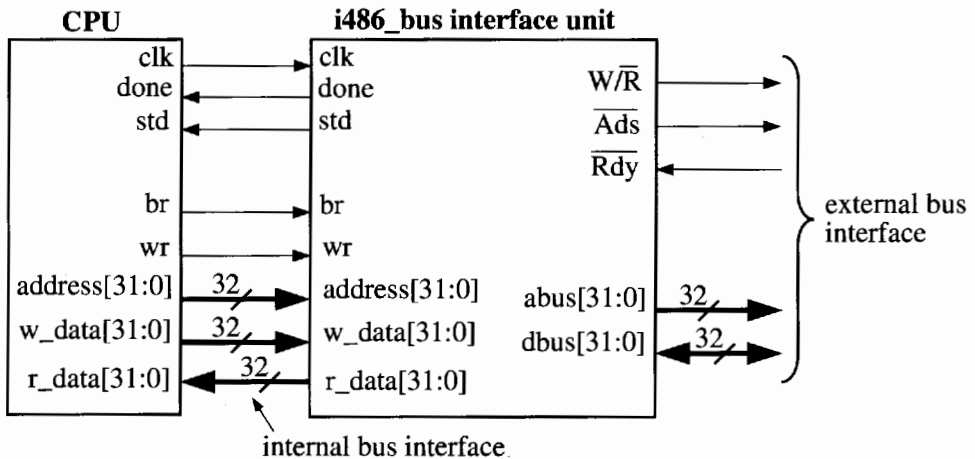 CPU
i486_bus interface unit
clk
done
std
br
wr
address[31:0]
w_data[31:0]
r_data[31:0]
32
32
32
clk
done
std
br
wr
address[31:0]
w_data[31:0]
r_data[31:0]
W/R̅
A̅d̅s̅
R̅d̅y̅
abus[31:0]
dbus[31:0]
32
32
external bus
interface
internal bus interface